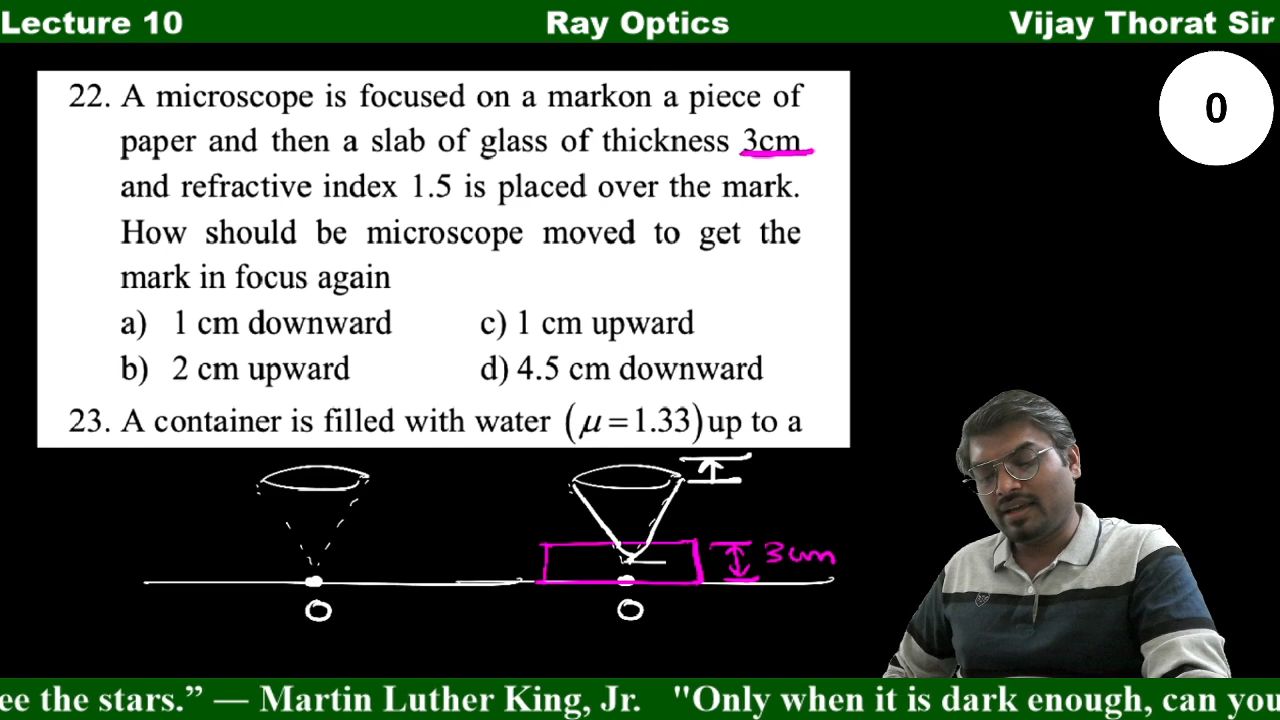 Lecture 10 Ray Optics Vijay Thorat Sir
0
22. A microscope is focused on a markon a piece of
paper and then a slab of glass of thickness 3cm
and refractive index 1.5 is placed over the mark.
How should be microscope moved to get the
mark in focus again
a) 1 cm downward c) 1 cm upward
b) 2 cm upward d) 4.5 cm downward
23. A container is filled with water (μ=1.33) up to a
3cm
O O
ee the stars.” — Martin Luther King, Jr. "Only when it is dark enough, can you